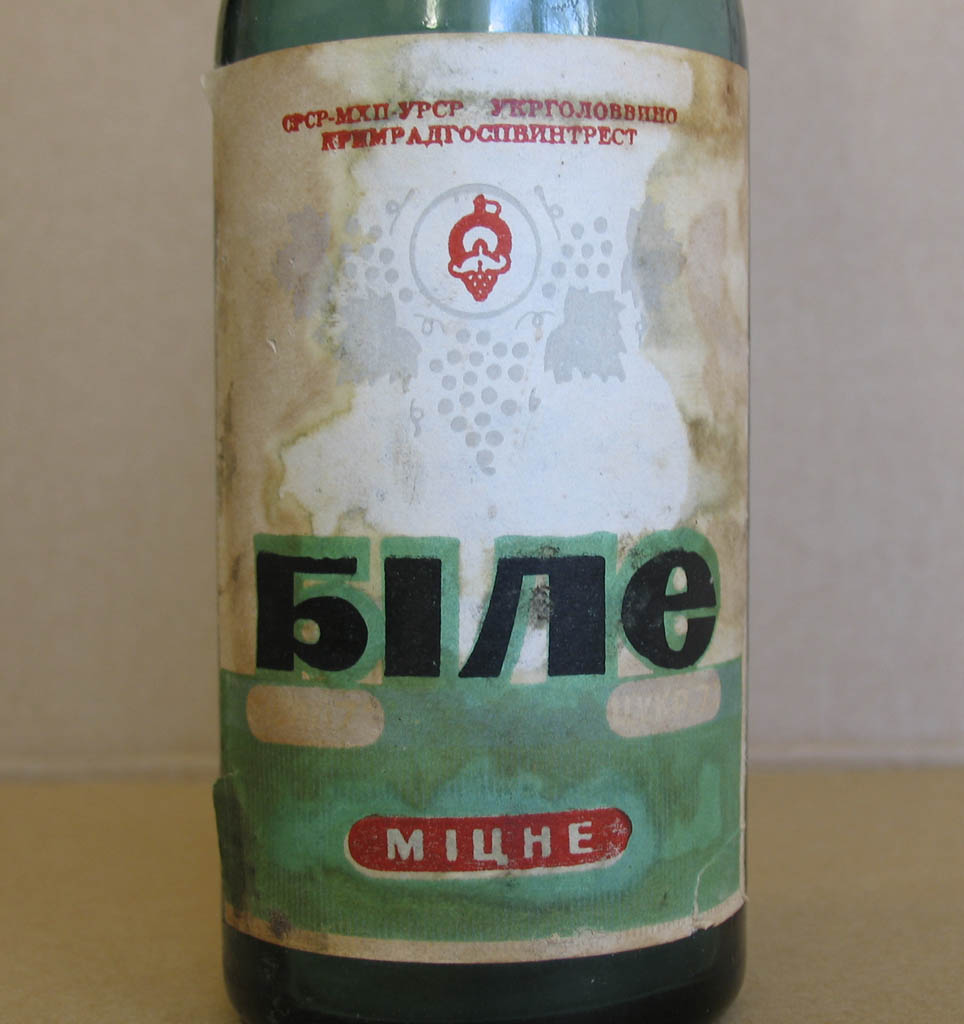 СРСР-МХП-УРСР УКРГОЛОВВИНО
КРИМРАДГОСПВИНТРЕСТ
БІЛЕ
МІЦНЕ